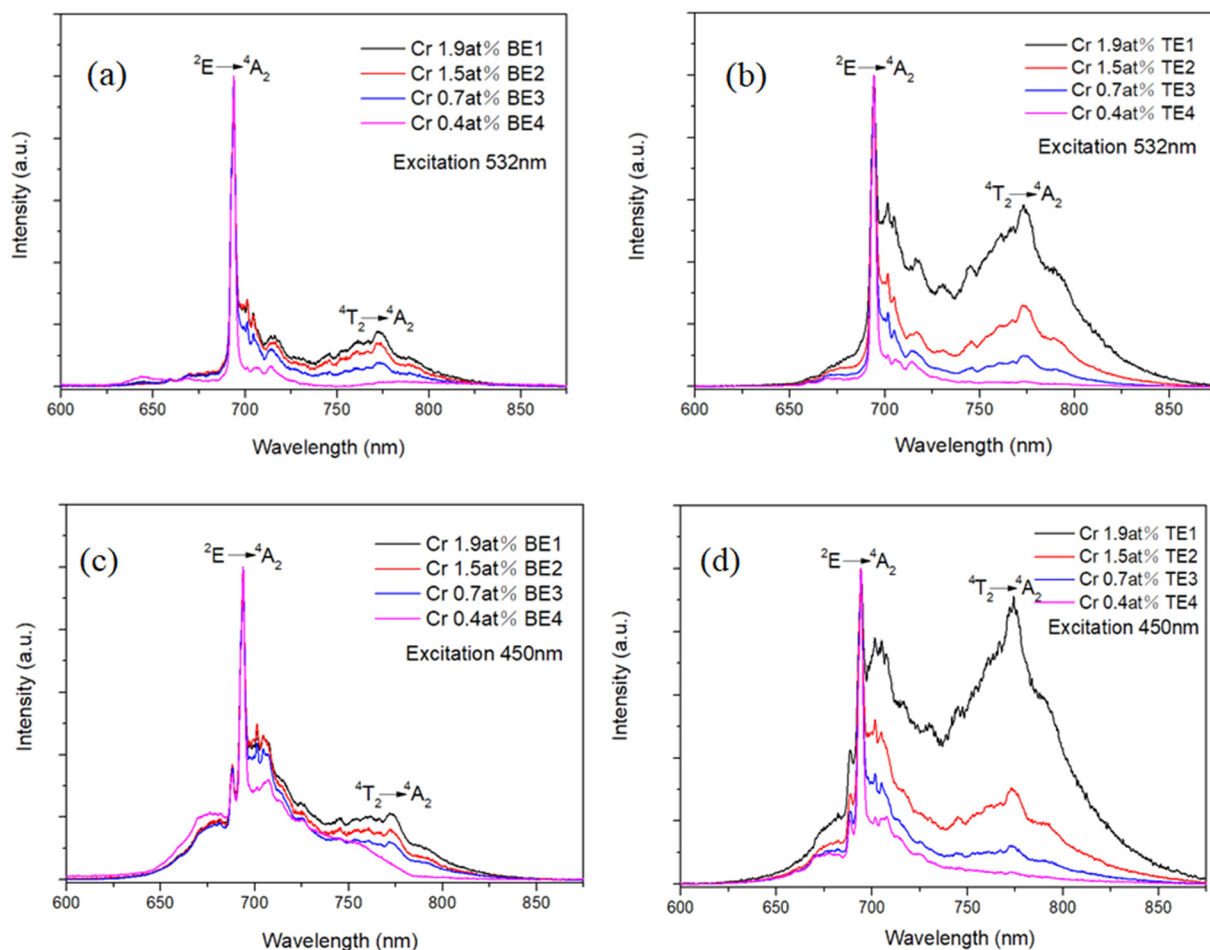 (a)
²E→⁴A₂
Cr 1.9at% BE1
Cr 1.5at% BE2
Cr 0.7at% BE3
Cr 0.4at% BE4
Excitation 532nm
⁴T₂→⁴A₂
Intensity (a.u.)
600 650 700 750 800 850
Wavelength (nm)
(b)
²E→⁴A₂
Cr 1.9at% TE1
Cr 1.5at% TE2
Cr 0.7at% TE3
Cr 0.4at% TE4
Excitation 532nm
⁴T₂→⁴A₂
Intensity (a.u.)
600 650 700 750 800 850
Wavelength (nm)
(c)
²E→⁴A₂
Cr 1.9at% BE1
Cr 1.5at% BE2
Cr 0.7at% BE3
Cr 0.4at% BE4
Excitation 450nm
⁴T₂→⁴A₂
Intensity (a.u.)
600 650 700 750 800 850
Wavelength (nm)
(d)
²E→⁴A₂
Cr 1.9at% TE1
Cr 1.5at% TE2
Cr 0.7at% TE3
Cr 0.4at% TE4
Excitation 450nm
⁴T₂→⁴A₂
Intensity (a.u.)
600 650 700 750 800 850
Wavelength (nm)